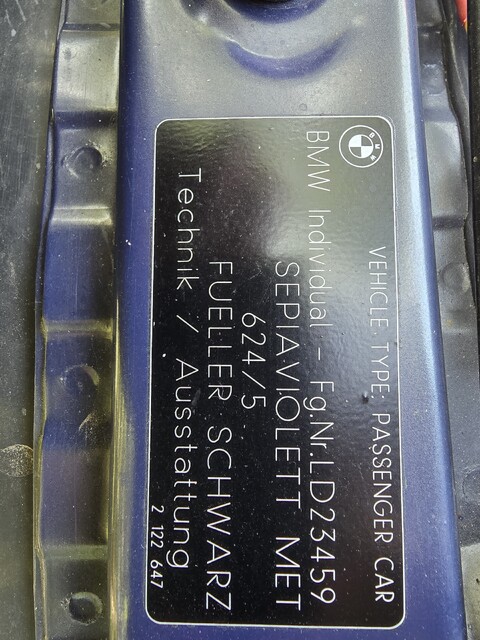 VEHICLE TYPE: PASSENGER CAR
BMW
BMW Individual - Fg.Nr.LD23459
SEPIAVIOLETT MET
624/5
FUELLER SCHWARZ
Technik / Ausstattung
2 122 647